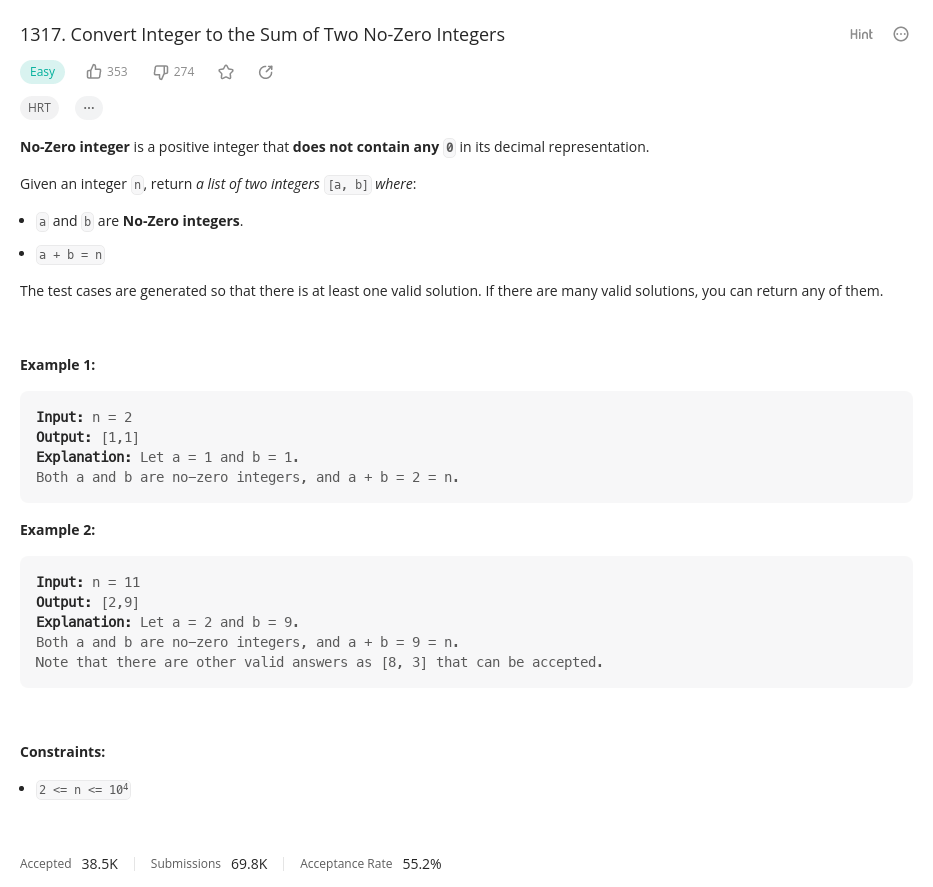 1317. Convert Integer to the Sum of Two No-Zero Integers
Hint
Easy 353 274
HRT ...
No-Zero integer is a positive integer that does not contain any 0 in its decimal representation.
Given an integer n, return a list of two integers [a, b] where:
• a and b are No-Zero integers.
• a + b = n
The test cases are generated so that there is at least one valid solution. If there are many valid solutions, you can return any of them.
Example 1:
Input: n = 2
Output: [1,1]
Explanation: Let a = 1 and b = 1.
Both a and b are no-zero integers, and a + b = 2 = n.
Example 2:
Input: n = 11
Output: [2,9]
Explanation: Let a = 2 and b = 9.
Both a and b are no-zero integers, and a + b = 9 = n.
Note that there are other valid answers as [8, 3] that can be accepted.
Constraints:
• 2 <= n <= 10⁴
Accepted 38.5K Submissions 69.8K Acceptance Rate 55.2%